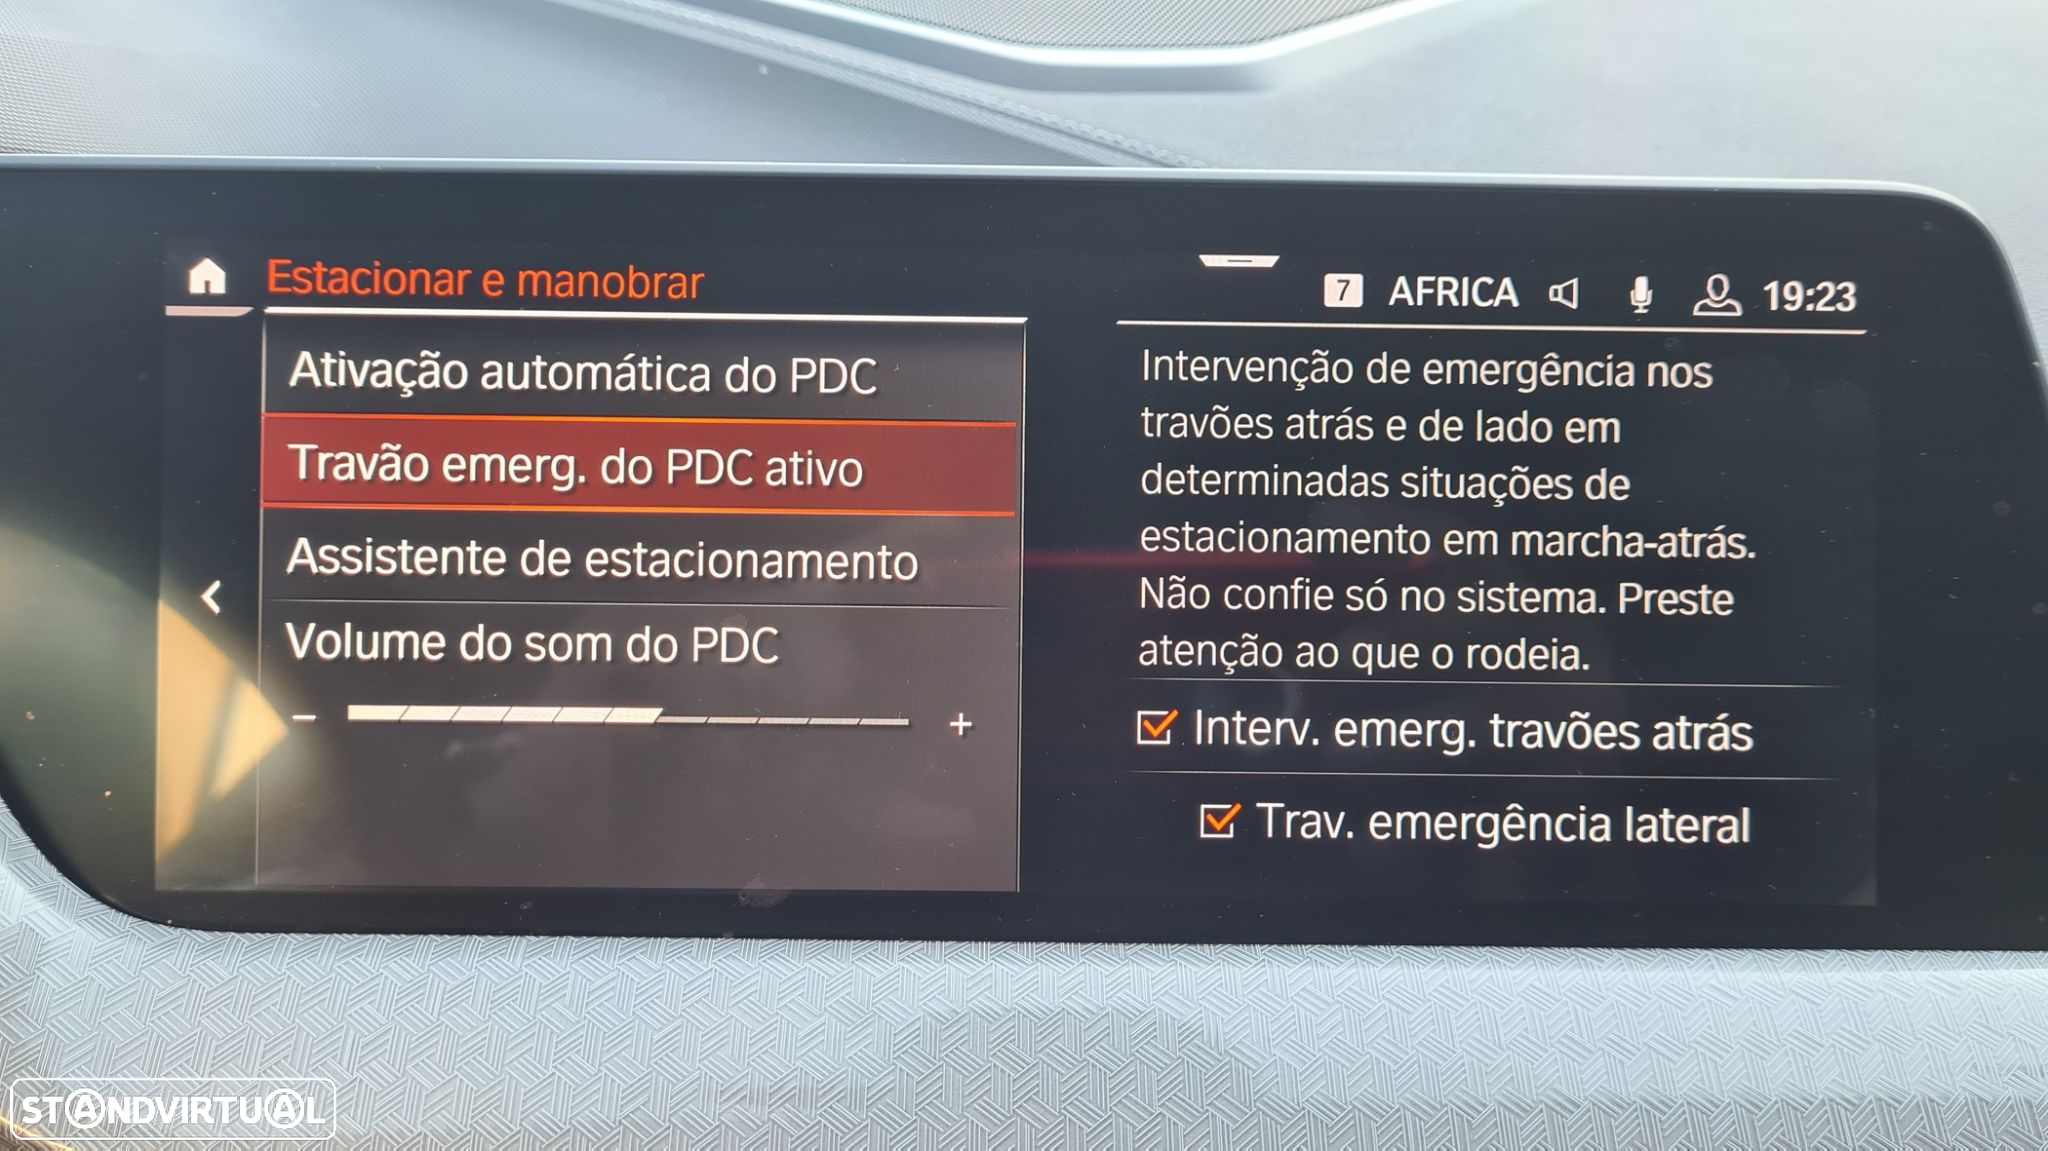 Estacionar e manobrar
7 AFRICA 19:23
Ativação automática do PDC
Travão emerg. do PDC ativo
Assistente de estacionamento
Volume do som do PDC
− +
Intervenção de emergência nos
travões atrás e de lado em
determinadas situações de
estacionamento em marcha-atrás.
Não confie só no sistema. Preste
atenção ao que o rodeia.
Interv. emerg. travões atrás
Trav. emergência lateral
STANDVIRTUAL